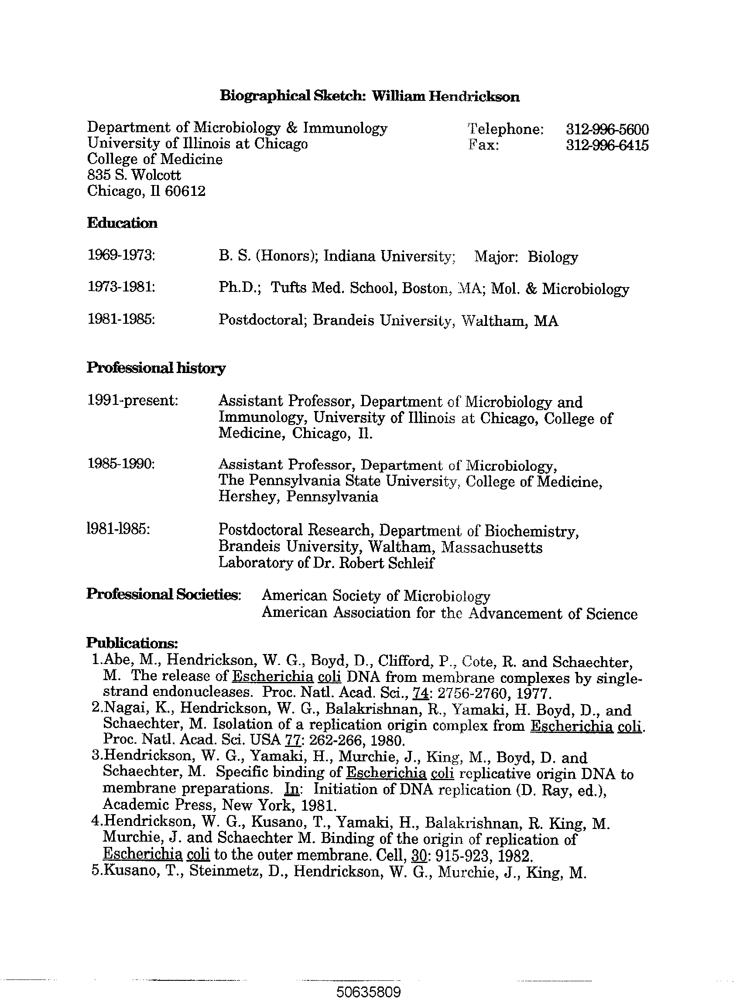 Biographical Sketch: William Hendrickson
Department of Microbiology & Immunology Telephone: 312-996-5600
University of Illinois at Chicago Fax: 312-996-6415
College of Medicine
835 S. Wolcott
Chicago, Il 60612
Education
1969-1973: B. S. (Honors); Indiana University; Major: Biology
1973-1981: Ph.D.; Tufts Med. School, Boston, MA; Mol. & Microbiology
1981-1985: Postdoctoral; Brandeis University, Waltham, MA
Professional history
1991-present: Assistant Professor, Department of Microbiology and
Immunology, University of Illinois at Chicago, College of
Medicine, Chicago, Il.
1985-1990: Assistant Professor, Department of Microbiology,
The Pennsylvania State University, College of Medicine,
Hershey, Pennsylvania
1981-1985: Postdoctoral Research, Department of Biochemistry,
Brandeis University, Waltham, Massachusetts
Laboratory of Dr. Robert Schleif
Professional Societies: American Society of Microbiology
American Association for the Advancement of Science
Publications:
1.Abe, M., Hendrickson, W. G., Boyd, D., Clifford, P., Cote, R. and Schaechter,
M. The release of Escherichia coli DNA from membrane complexes by single-
strand endonucleases. Proc. Natl. Acad. Sci., 74: 2756-2760, 1977.
2.Nagai, K., Hendrickson, W. G., Balakrishnan, R., Yamaki, H. Boyd, D., and
Schaechter, M. Isolation of a replication origin complex from Escherichia coli.
Proc. Natl. Acad. Sci. USA 77: 262-266, 1980.
3.Hendrickson, W. G., Yamaki, H., Murchie, J., King, M., Boyd, D. and
Schaechter, M. Specific binding of Escherichia coli replicative origin DNA to
membrane preparations. In: Initiation of DNA replication (D. Ray, ed.),
Academic Press, New York, 1981.
4.Hendrickson, W. G., Kusano, T., Yamaki, H., Balakrishnan, R. King, M.
Murchie, J. and Schaechter M. Binding of the origin of replication of
Escherichia coli to the outer membrane. Cell, 30: 915-923, 1982.
5.Kusano, T., Steinmetz, D., Hendrickson, W. G., Murchie, J., King, M.
50635809